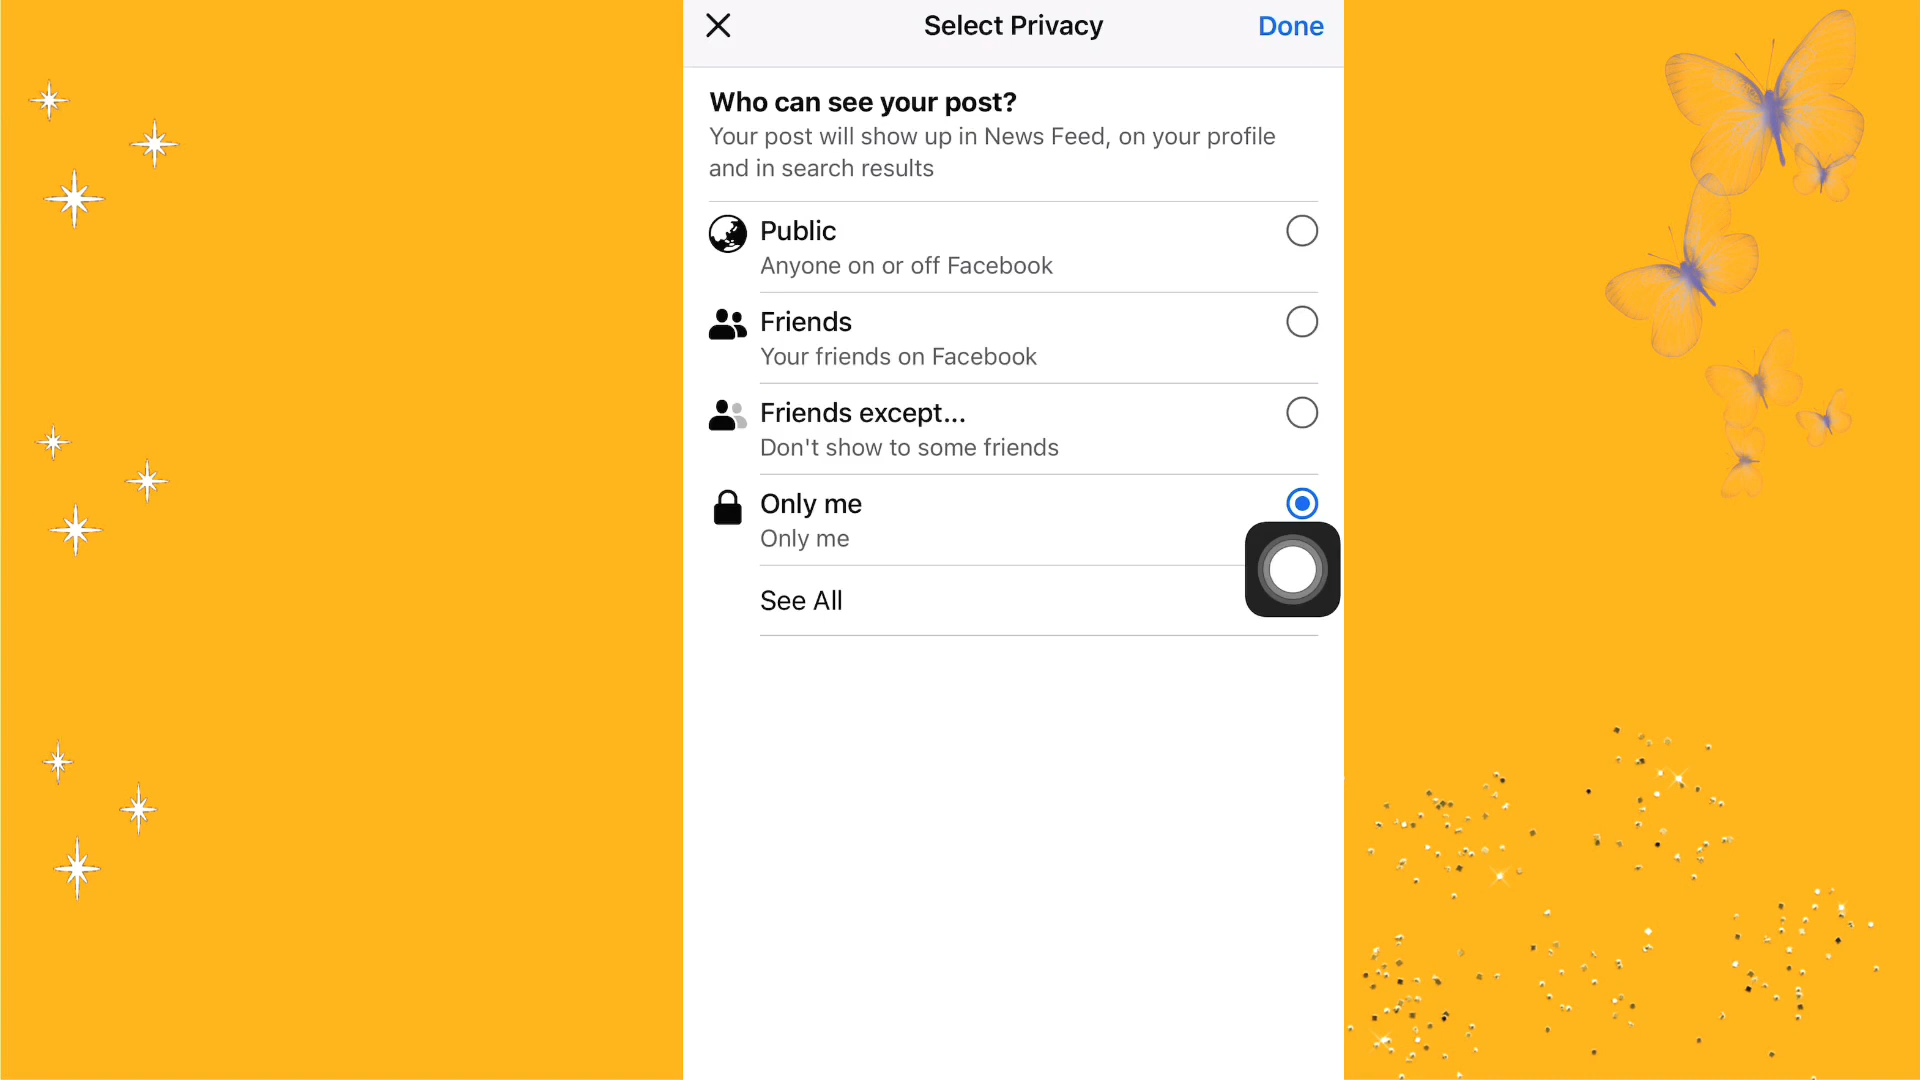 Select Privacy
Done
Who can see your post?
Your post will show up in News Feed, on your profile
and in search results
Public
Anyone on or off Facebook
Friends
Your friends on Facebook
Friends except...
Don't show to some friends
Only me
Only me
See All